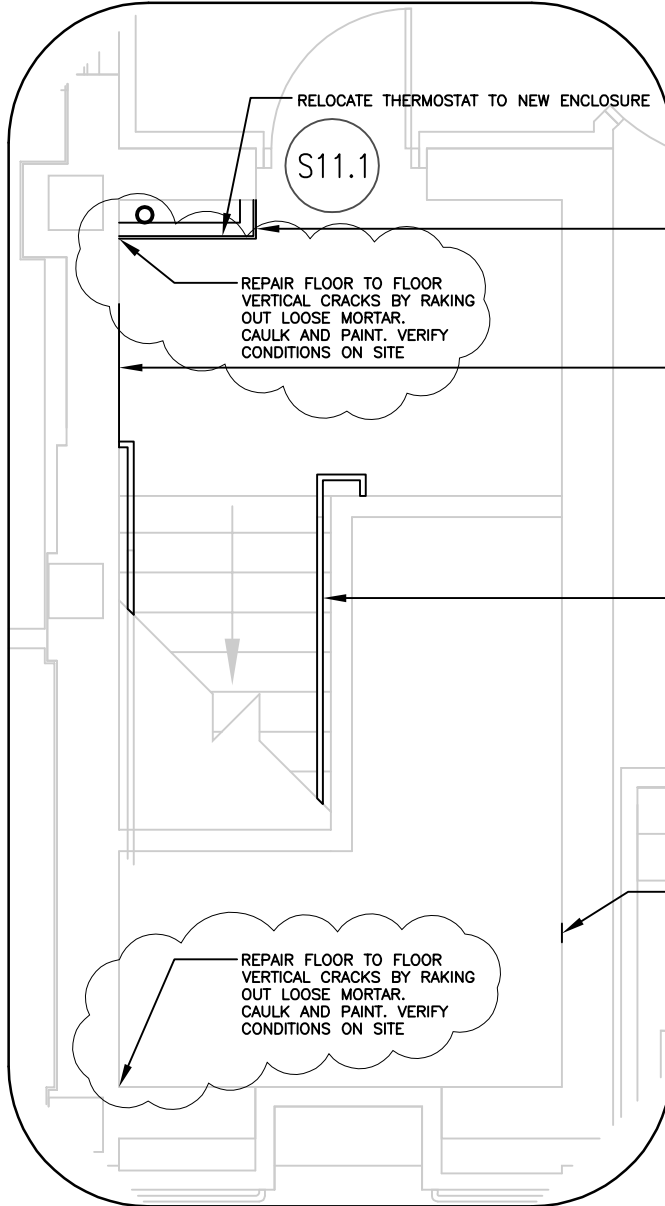 RELOCATE THERMOSTAT TO NEW ENCLOSURE
S11.1
REPAIR FLOOR TO FLOOR
VERTICAL CRACKS BY RAKING
OUT LOOSE MORTAR.
CAULK AND PAINT. VERIFY
CONDITIONS ON SITE
REPAIR FLOOR TO FLOOR
VERTICAL CRACKS BY RAKING
OUT LOOSE MORTAR.
CAULK AND PAINT. VERIFY
CONDITIONS ON SITE